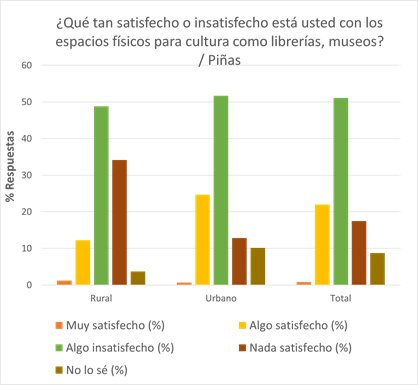 ¿Qué tan satisfecho o insatisfecho está usted con los
espacios físicos para cultura como librerías, museos?
/ Piñas
% Respuestas
60
50
40
30
20
10
0
Rural
Urbano
Total
Muy satisfecho (%)
Algo satisfecho (%)
Algo insatisfecho (%)
Nada satisfecho (%)
No lo sé (%)